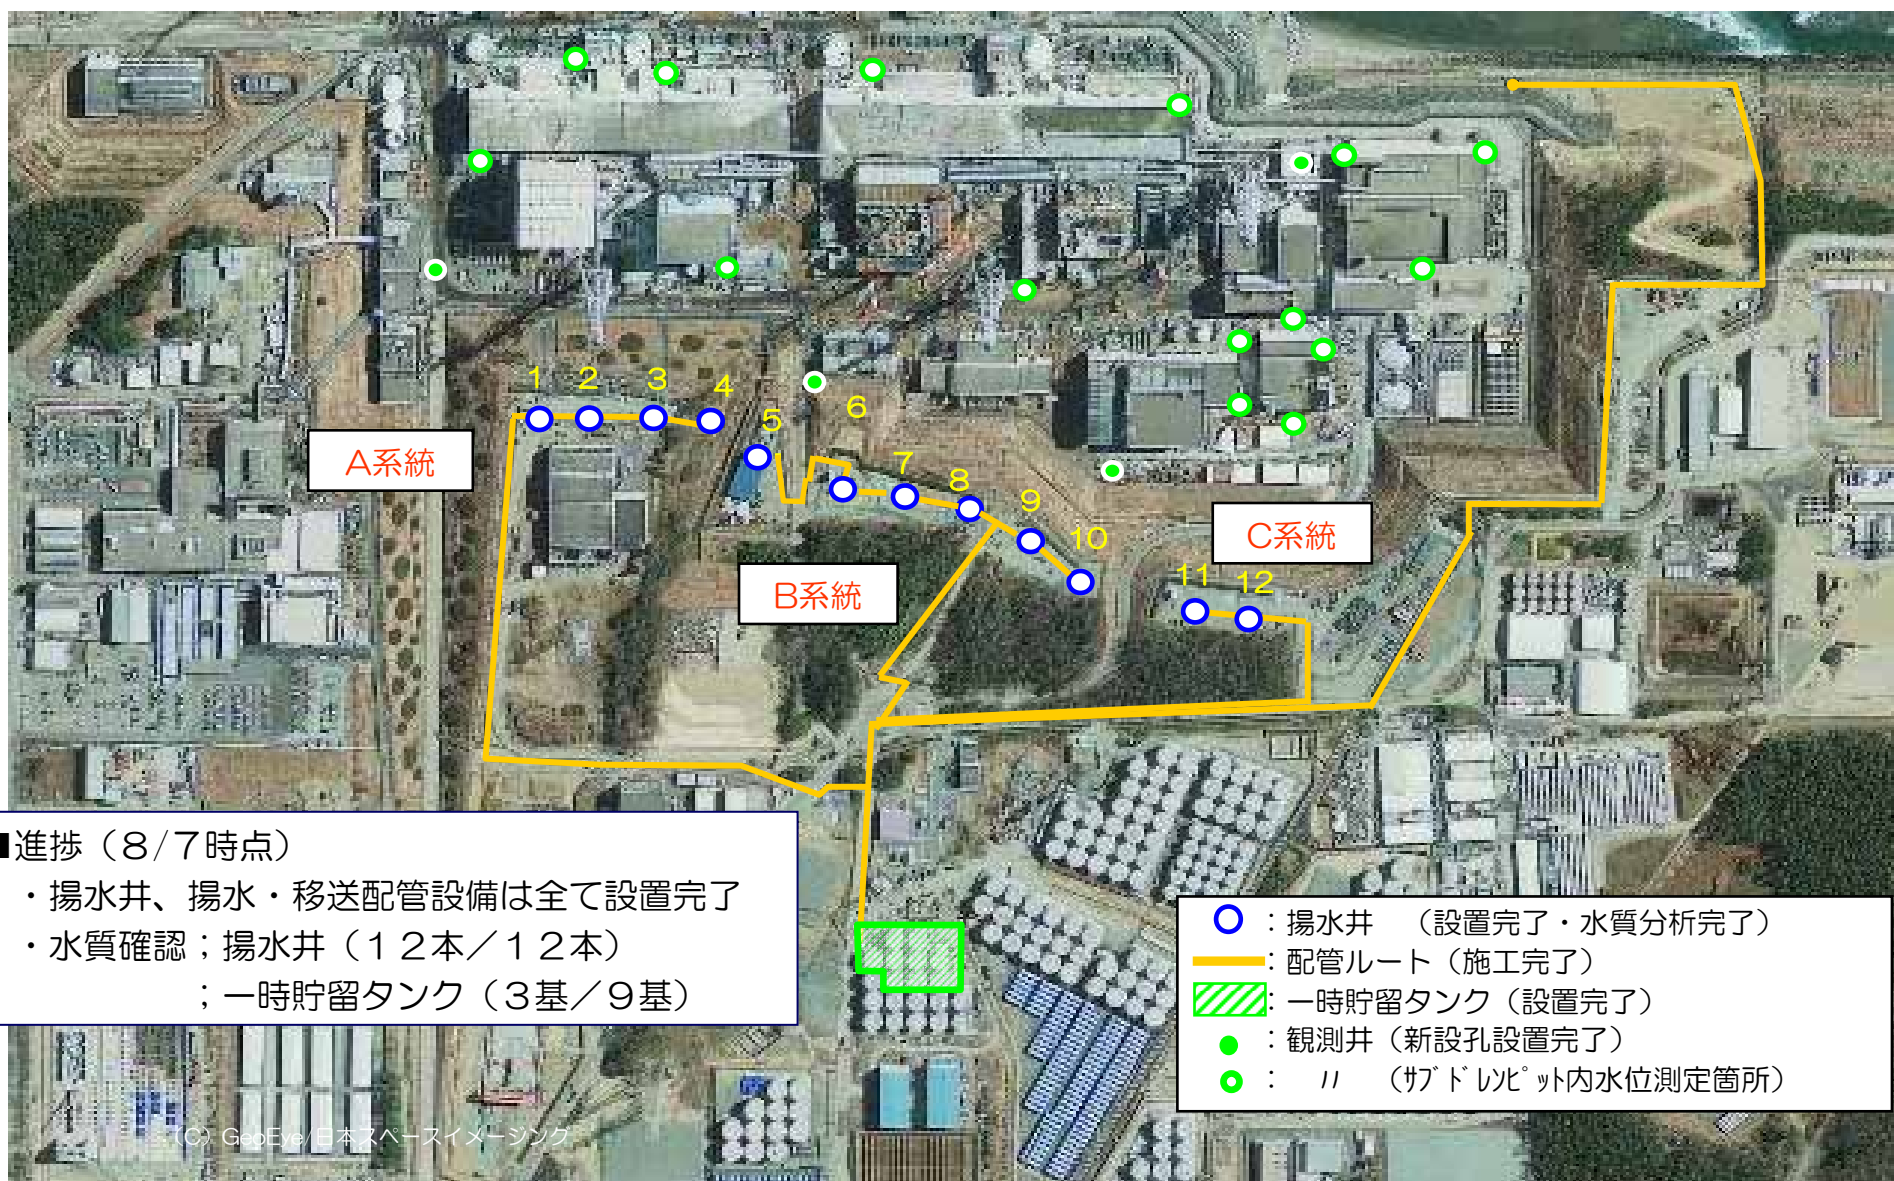 1
2
3
4
5
6
7
8
9
10
11
12
A系統
B系統
C系統
■進捗（８/７時点）
・揚水井、揚水・移送配管設備は全て設置完了
・水質確認；揚水井（１２本／１２本）
；一時貯留タンク（３基／９基）
：揚水井　（設置完了・水質分析完了）
：配管ルート（施工完了）
：一時貯留タンク（設置完了）
：観測井（新設孔設置完了）
：　〃　（ｻﾌﾞﾄﾞﾚﾝﾋﾟｯﾄ内水位測定箇所）
(C) GeoEye/日本スペースイメージング